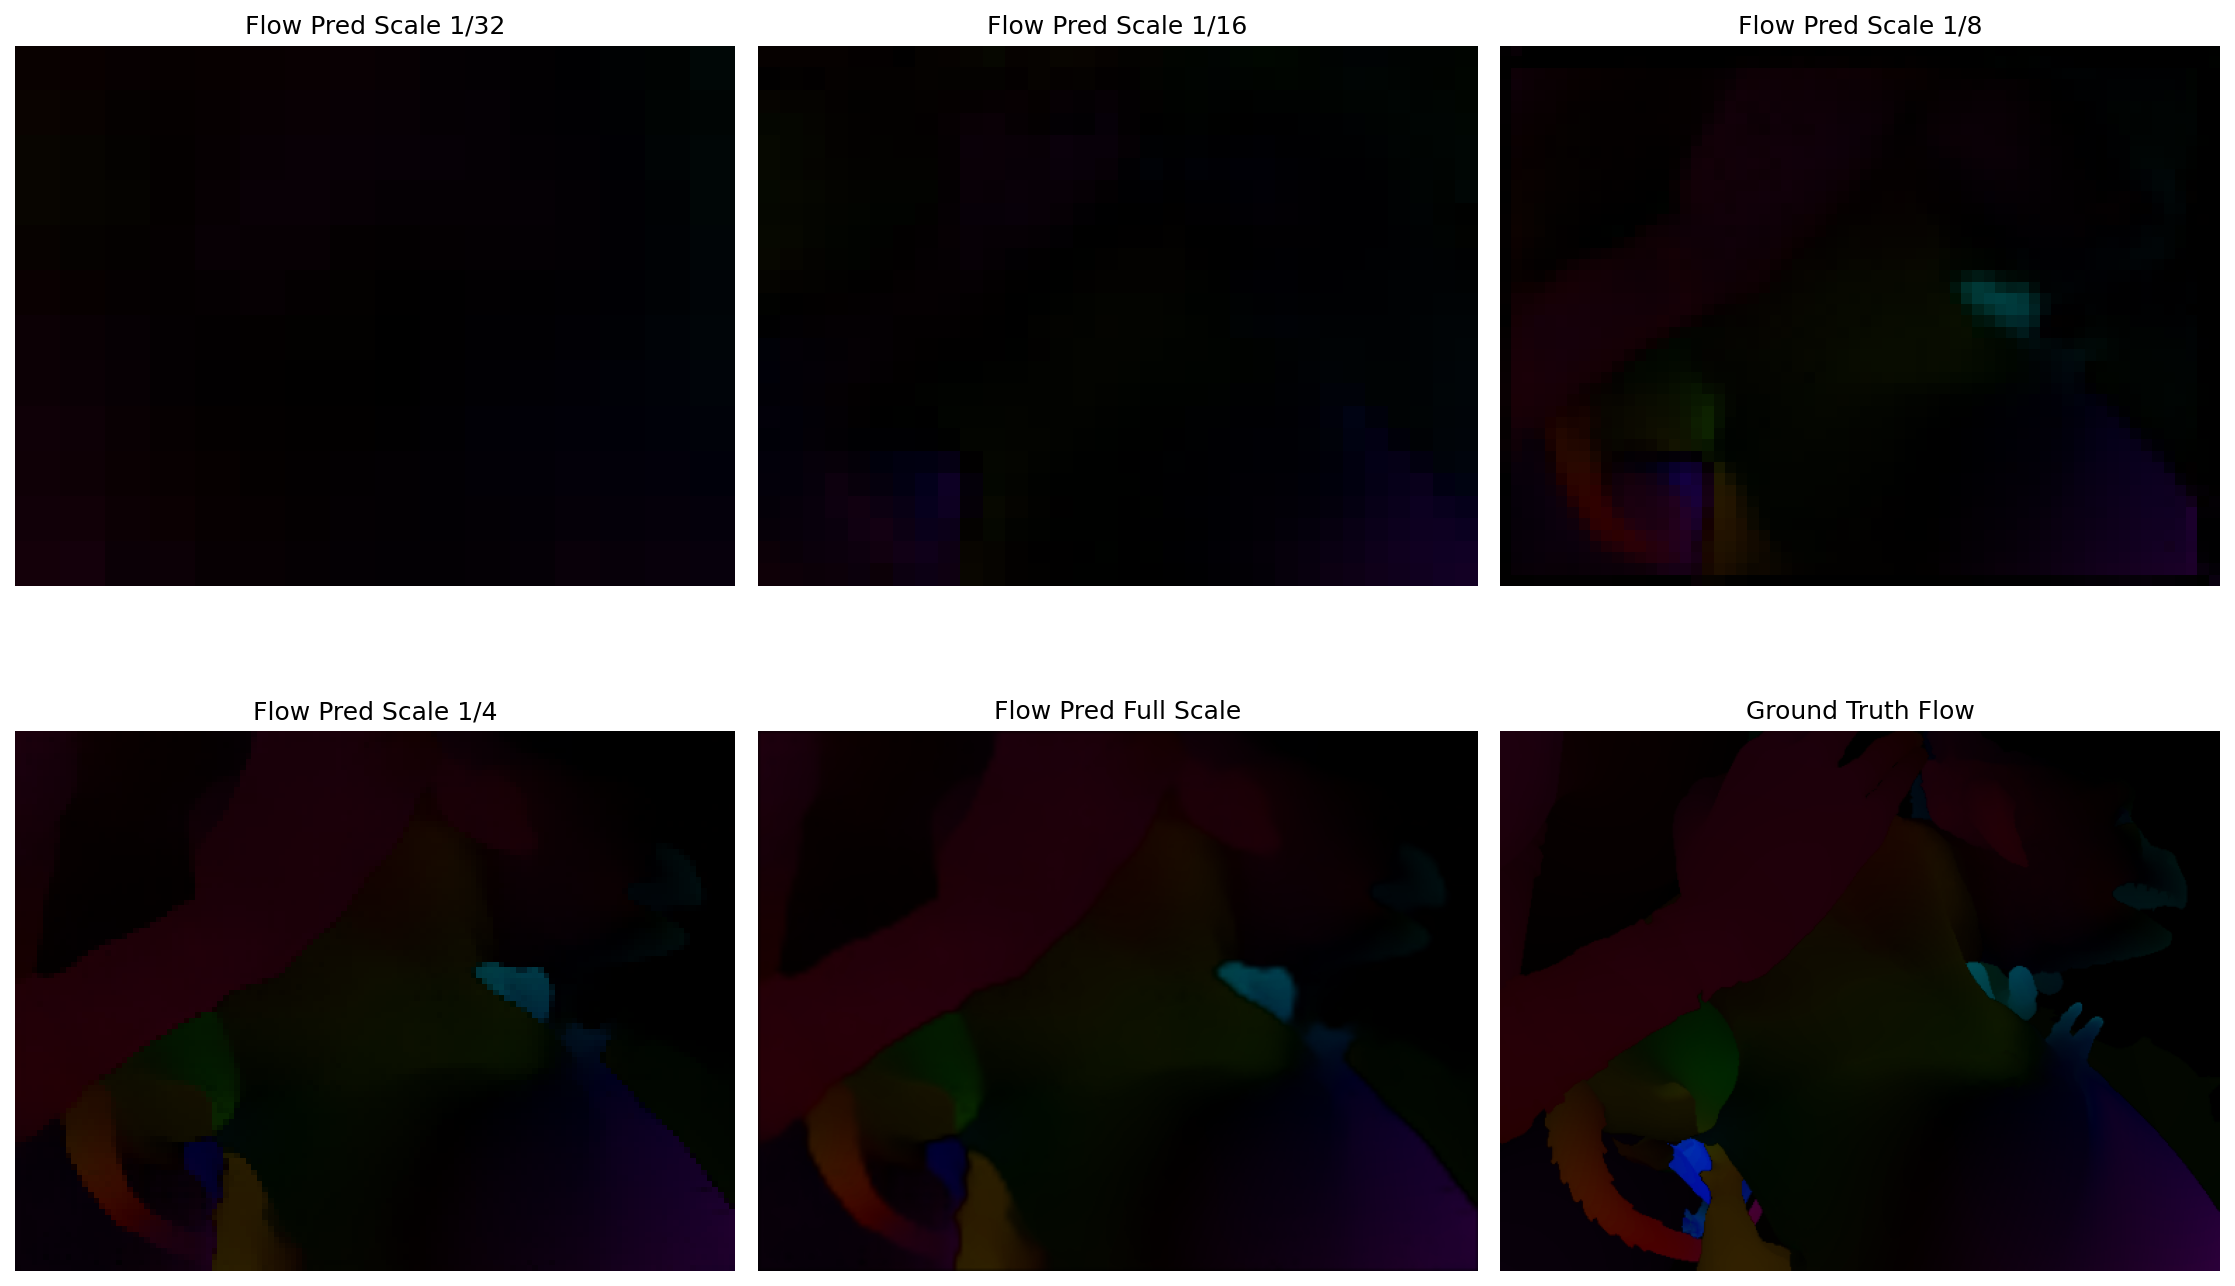 Flow Pred Scale 1/32
Flow Pred Scale 1/16
Flow Pred Scale 1/8
Flow Pred Scale 1/4
Flow Pred Full Scale
Ground Truth Flow